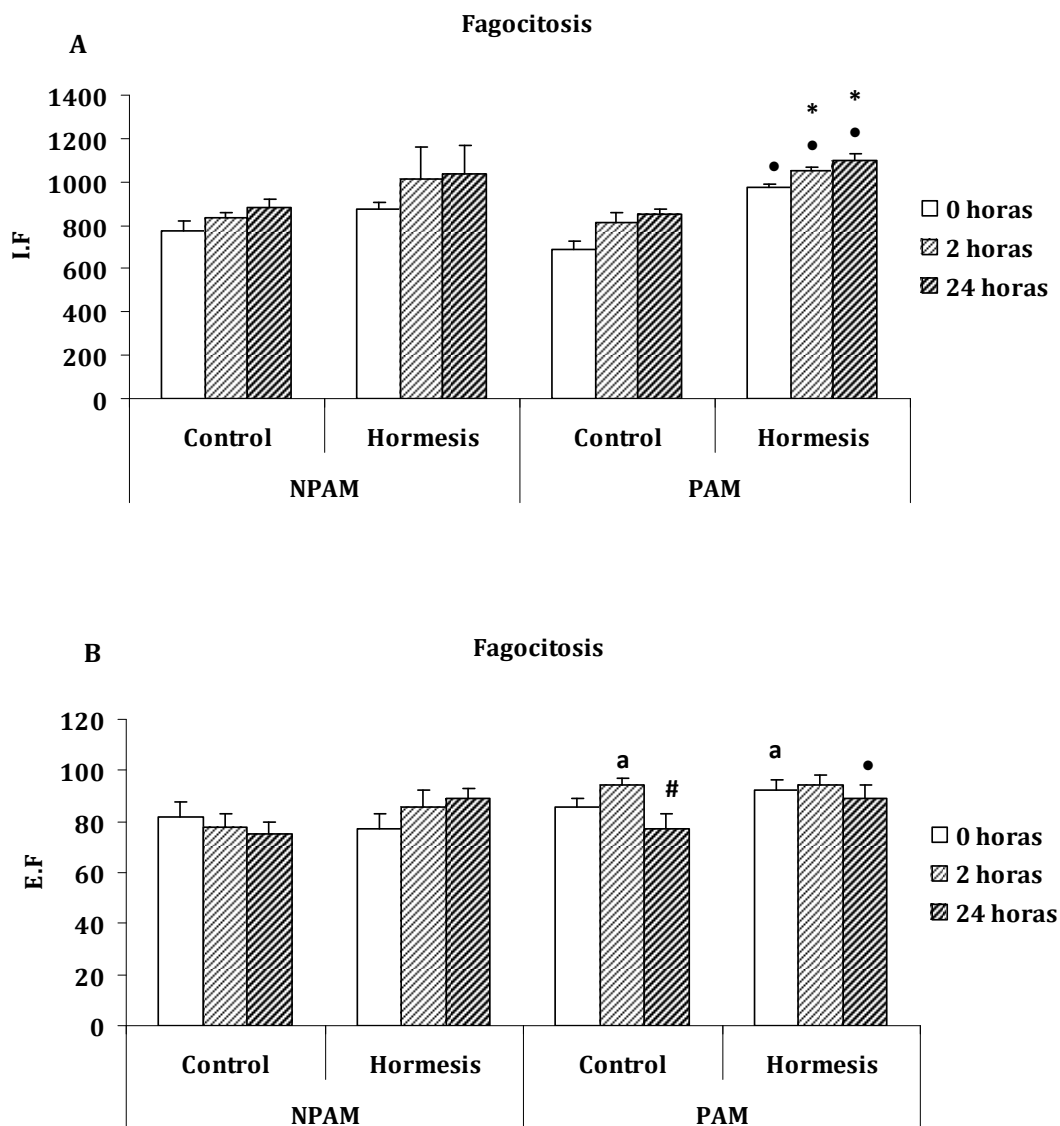 Fagocitosis
A
1400
1200
1000
800
600
400
200
0
I.F
* *
• • •
0 horas
2 horas
24 horas
Control Hormesis Control Hormesis
NPAM PAM
B
Fagocitosis
120
100
80
60
40
20
0
E.F
a # a •
0 horas
2 horas
24 horas
Control Hormesis Control Hormesis
NPAM PAM